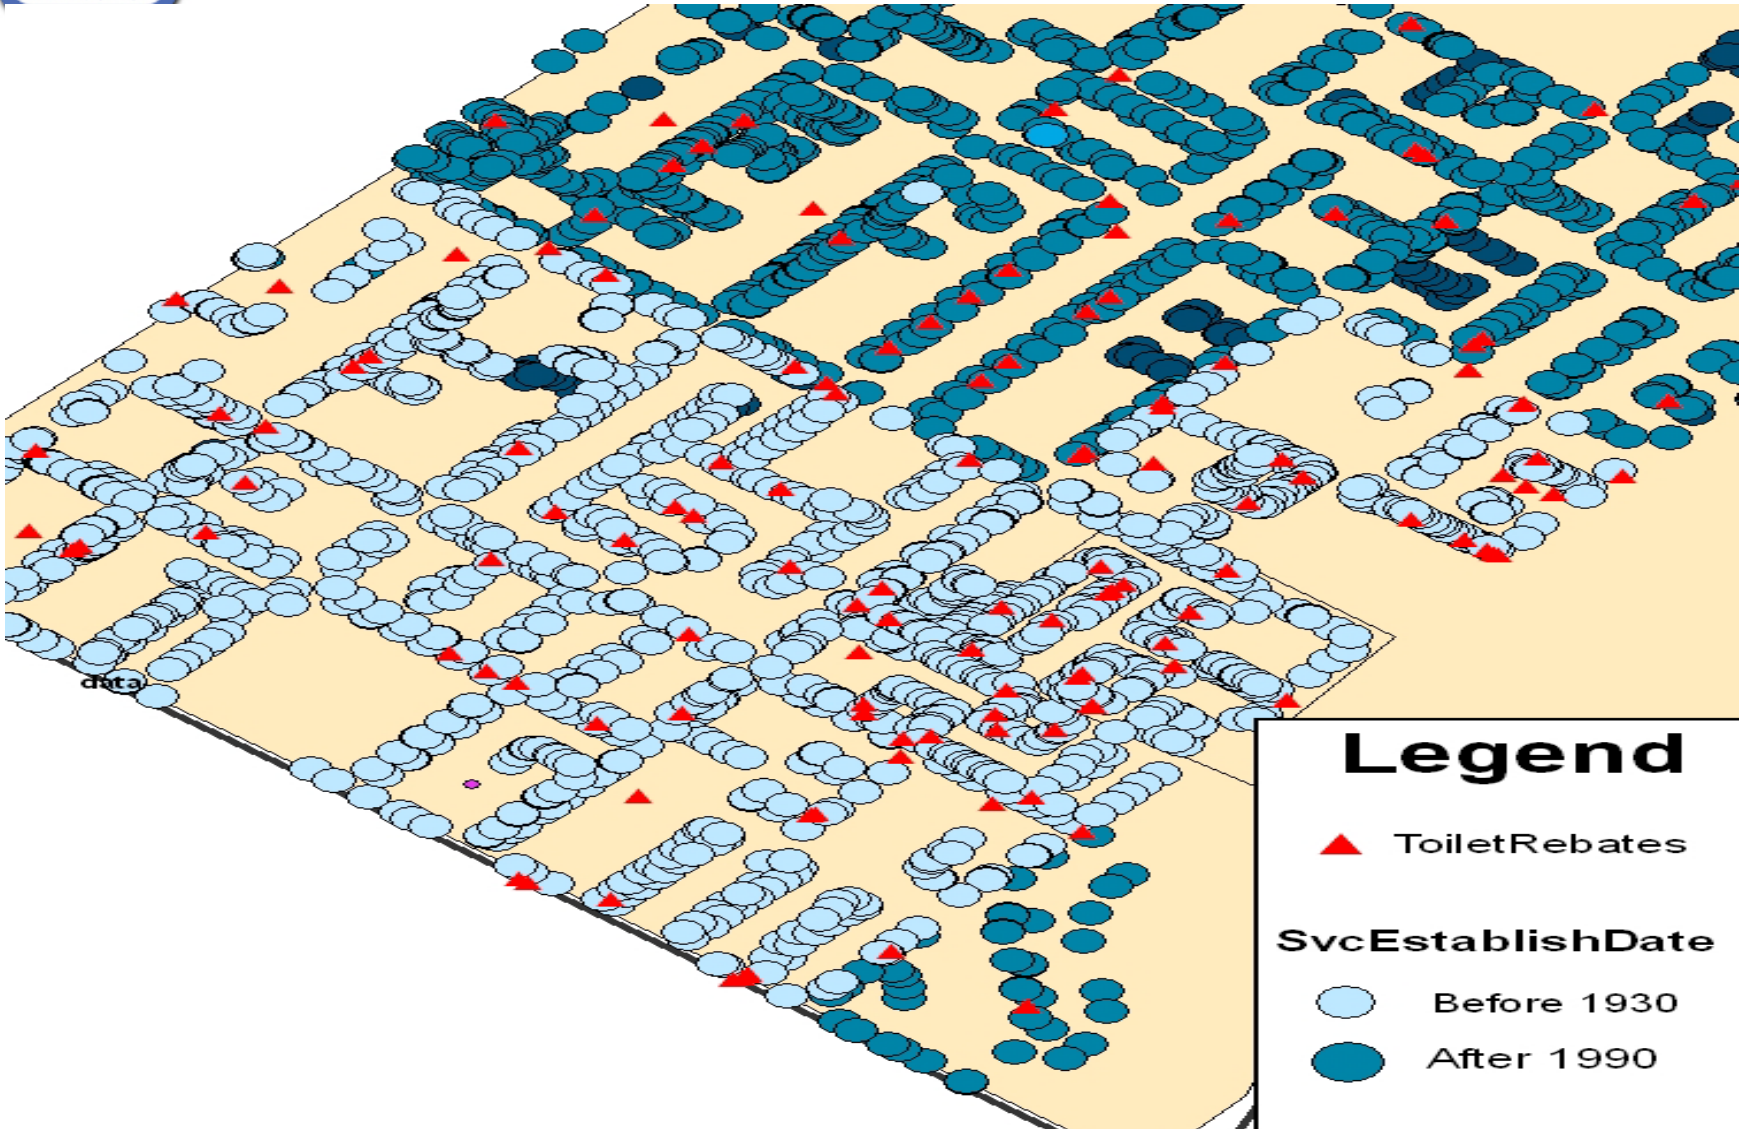 data
Legend
ToiletRebates
SvcEstablishDate
Before 1930
After 1990